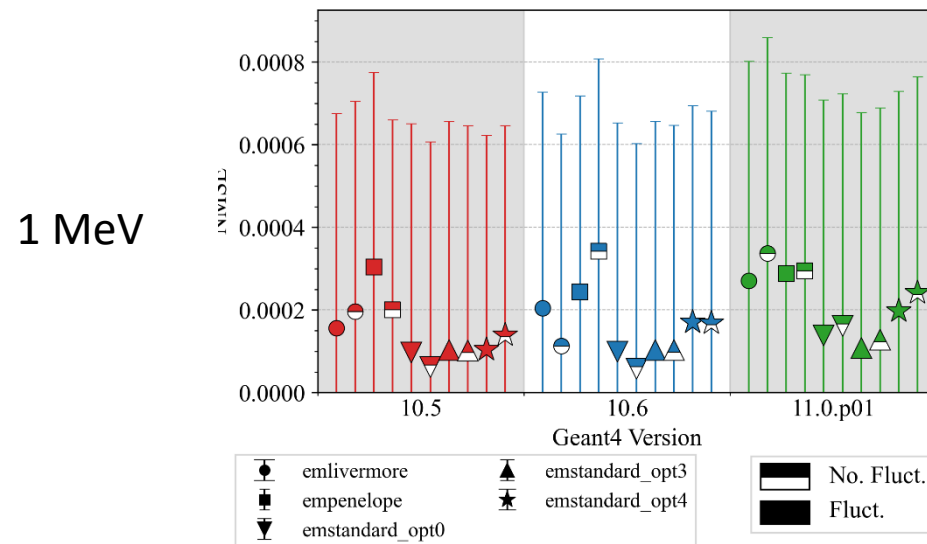 1 MeV
NMSE
0.0008
0.0006
0.0004
0.0002
0.0000
10.5 10.6 11.0.p01
Geant4 Version
emlivermore emstandard_opt3
empenelope emstandard_opt4
emstandard_opt0
No. Fluct.
Fluct.